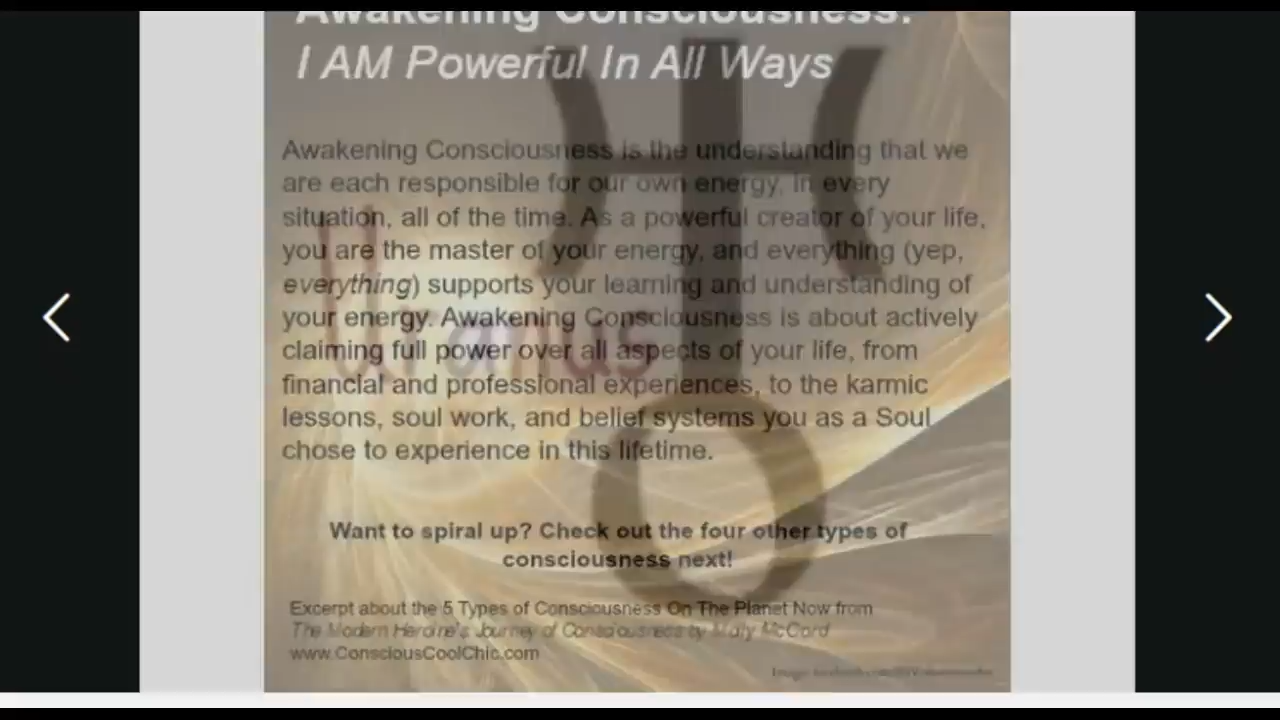 Awakening Consciousness:
I AM Powerful In All Ways
Awakening Consciousness is the understanding that we
are each responsible for our own energy, in every
situation, all of the time. As a powerful creator of your life,
you are the master of your energy, and everything (yep,
everything) supports your learning and understanding of
your energy. Awakening Consciousness is about actively
Uranus
claiming full power over all aspects of your life, from
financial and professional experiences, to the karmic
lessons, soul work, and belief systems you as a Soul
chose to experience in this lifetime.
Want to spiral up? Check out the four other types of
consciousness next!
Excerpt about the 5 Types of Consciousness On The Planet Now from
The Modern Heroine's Journey of Consciousness by Molly McCord
www.ConsciousCoolChic.com